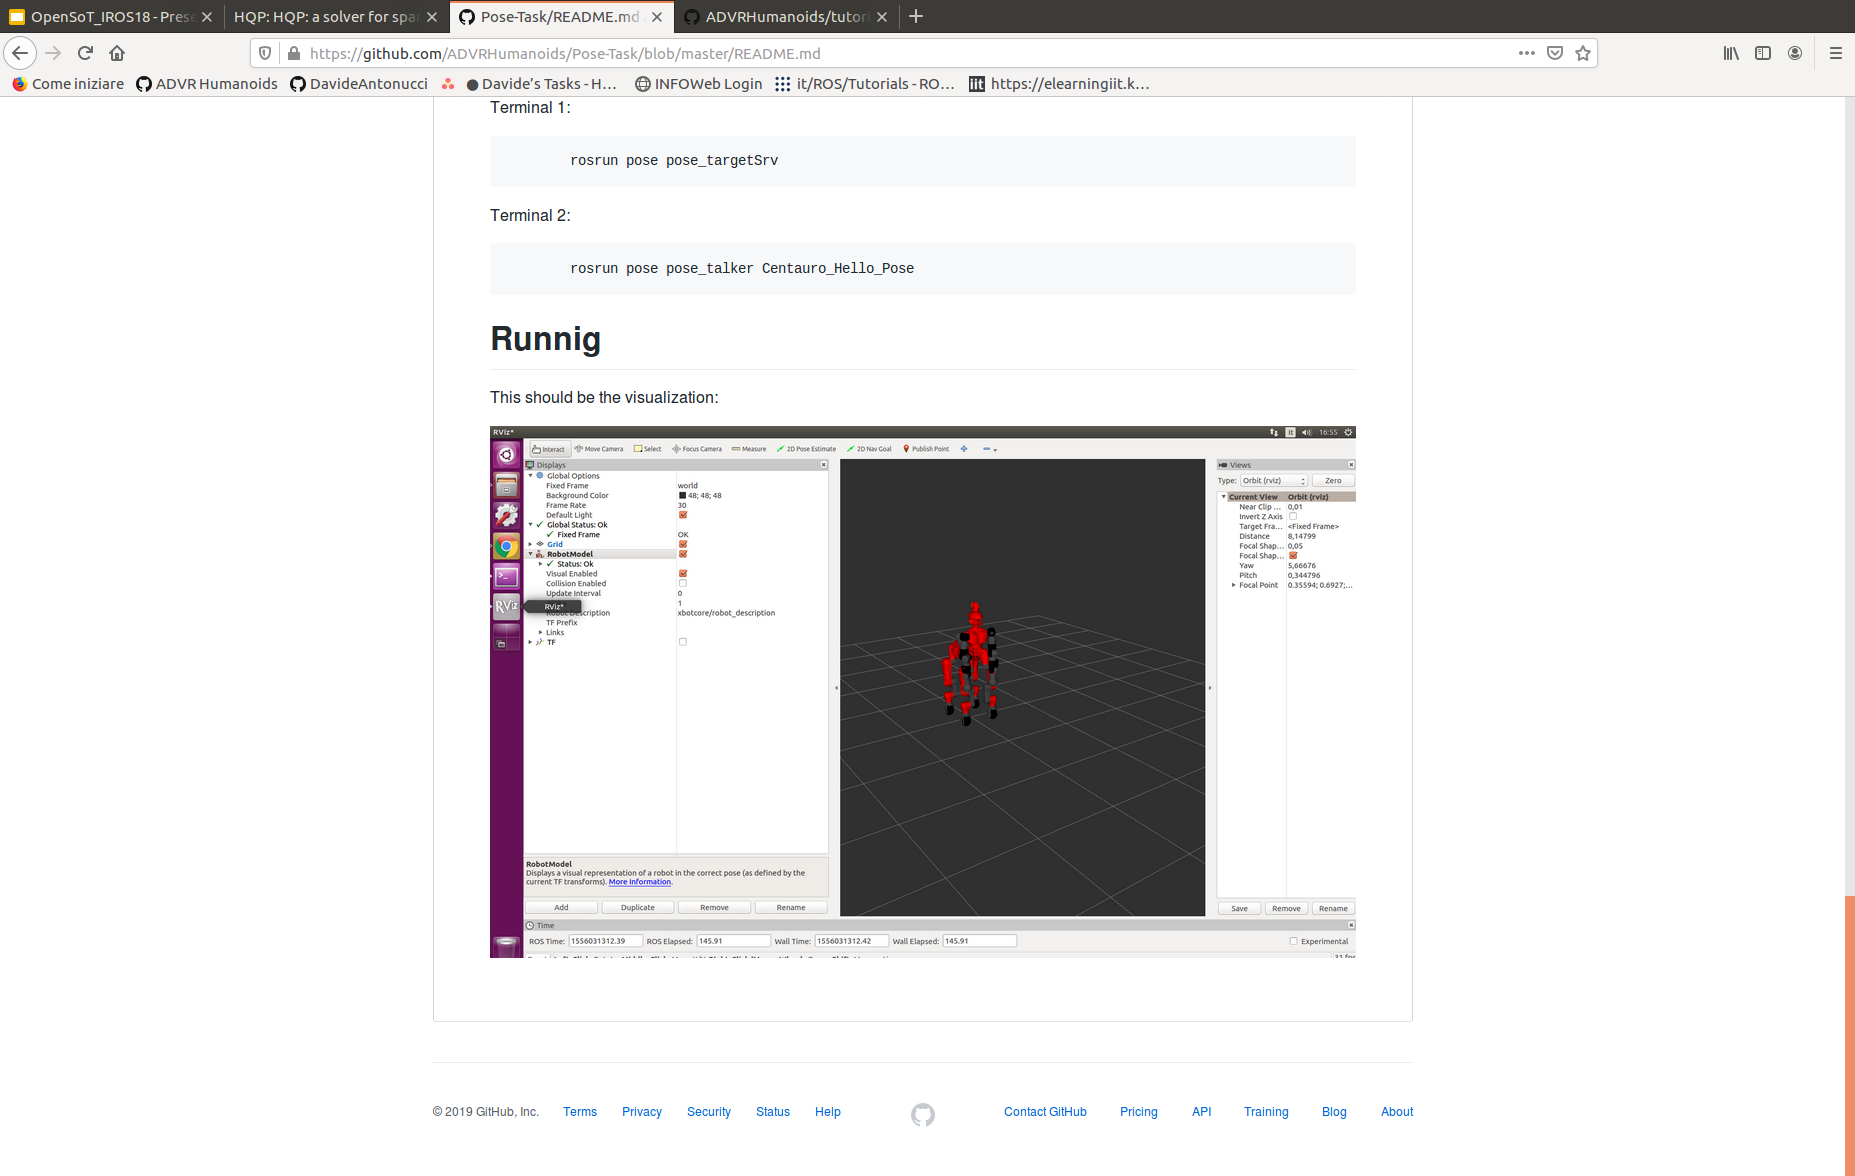 OpenSoT_IROS18 - Prese
HQP: HQP: a solver for spa
Pose-Task/README.md
ADVRHumanoids/tutori
https://github.com/ADVRHumanoids/Pose-Task/blob/master/README.md
Come iniziare
ADVR Humanoids
DavideAntonucci
Davide's Tasks - H…
INFOWeb Login
it/ROS/Tutorials - RO…
iit
https://elearningiit.k…
Terminal 1:
rosrun pose pose_targetSrv
Terminal 2:
rosrun pose pose_talker Centauro_Hello_Pose
Runnig
This should be the visualization:
RViz*
It
16:55
Interact
Move Camera
Select
Focus Camera
Measure
2D Pose Estimate
2D Nav Goal
Publish Point
Displays
Global Options
Fixed Frame world
Background Color 48; 48; 48
Frame Rate 30
Default Light
Global Status: Ok
Fixed Frame OK
Grid
RobotModel
Status: Ok
Visual Enabled
Collision Enabled
Update Interval 0
1
Description xbotcore/robot_description
TF Prefix
Links
TF
RViz
RViz*
RobotModel
Displays a visual representation of a robot in the correct pose (as defined by the
current TF transforms). More Information.
Add
Duplicate
Remove
Rename
Views
Type: Orbit (rviz) Zero
Current View Orbit (rviz)
Near Clip ... 0,01
Invert Z Axis
Target Fra... <Fixed Frame>
Distance 8,14799
Focal Shap... 0,05
Focal Shap...
Yaw 5,66676
Pitch 0,344796
Focal Point 0.35594; 0.6927;...
Save
Remove
Rename
Time
ROS Time: 1556031312.39 ROS Elapsed: 145.91 Wall Time: 1556031312.42 Wall Elapsed: 145.91 Experimental
31 fps
© 2019 GitHub, Inc.
Terms
Privacy
Security
Status
Help
Contact GitHub
Pricing
API
Training
Blog
About